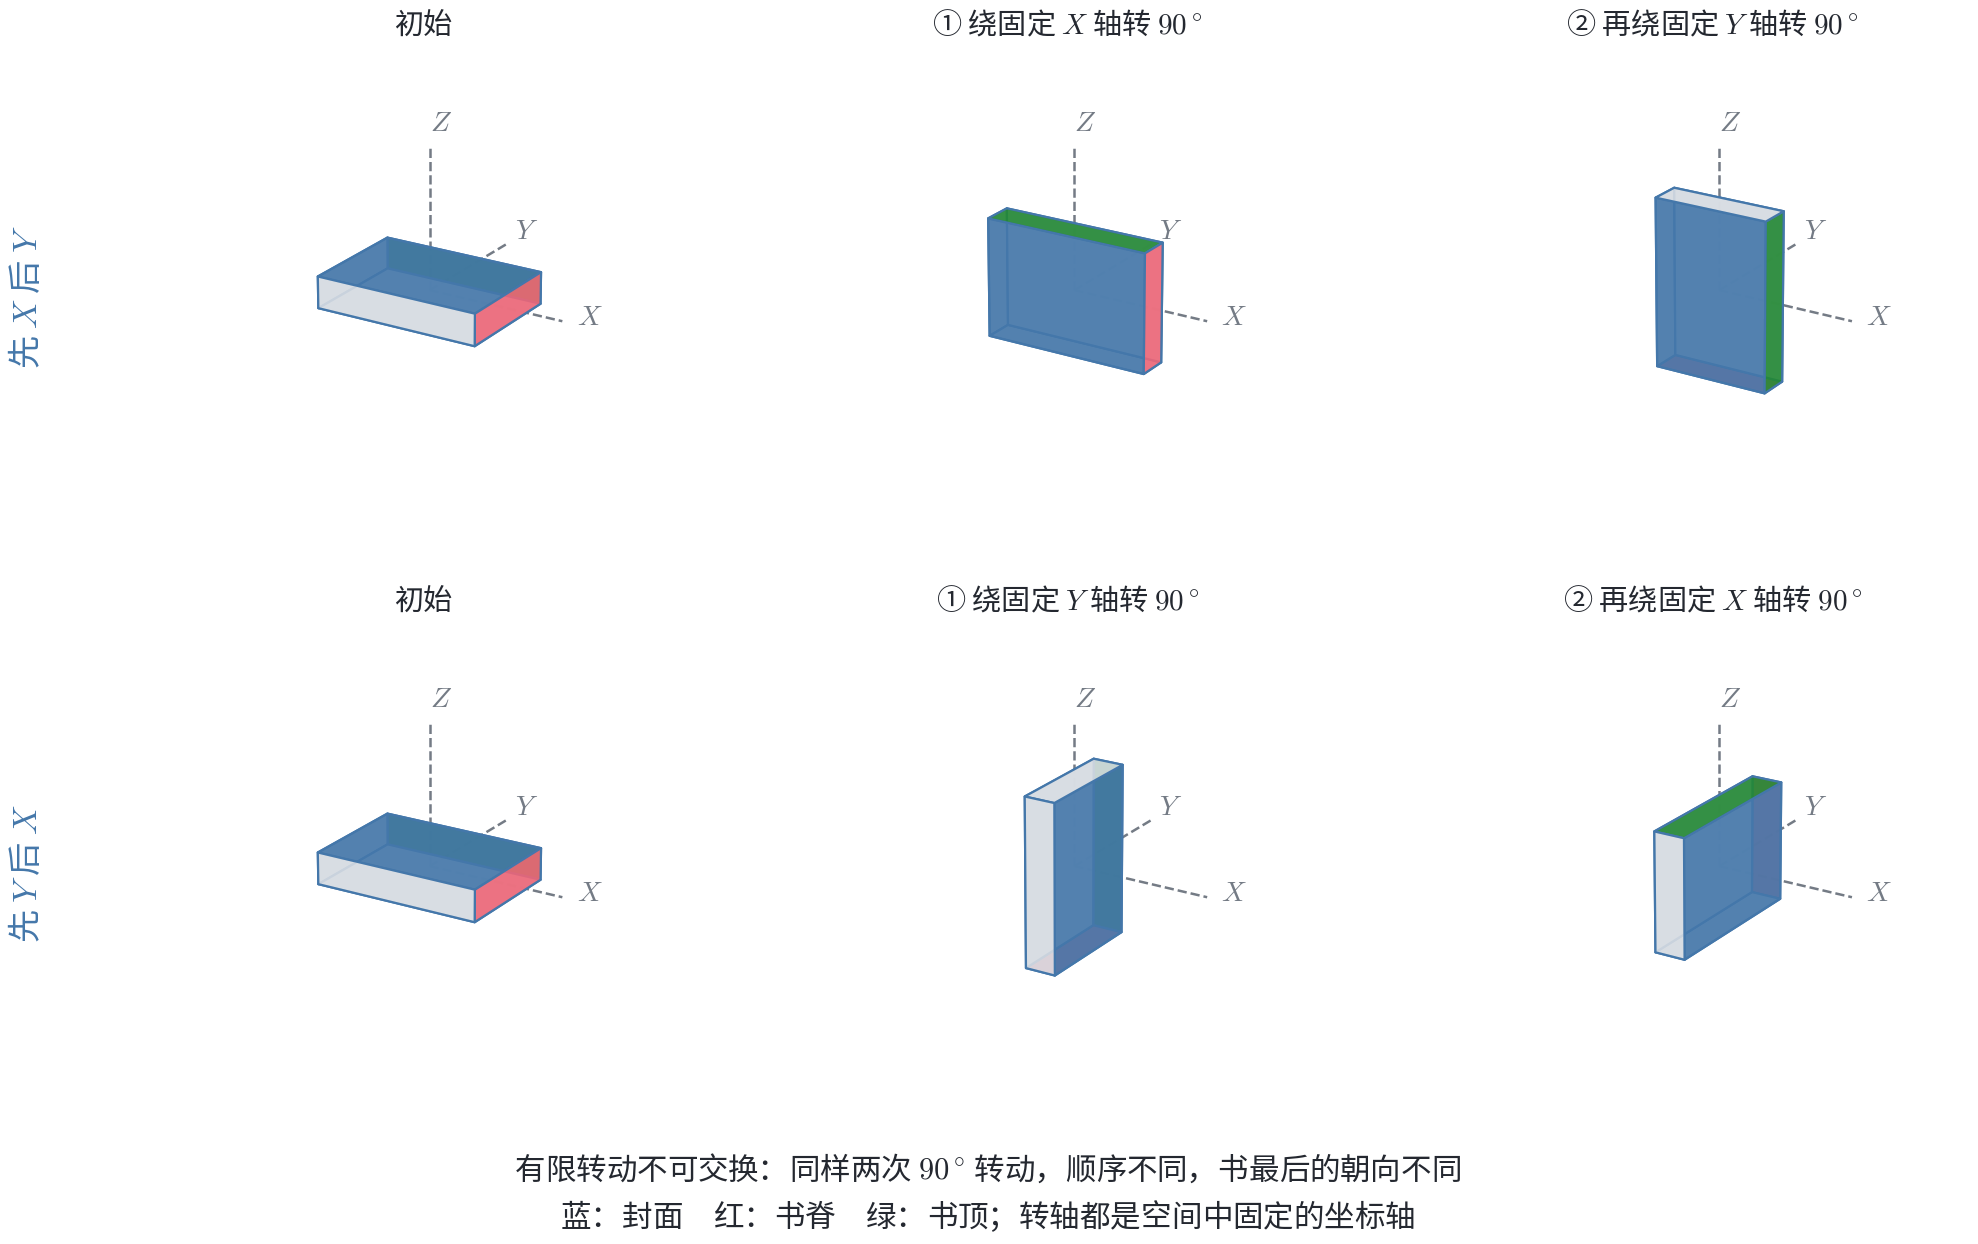 初始
① 绕固定 X 轴转 90°
② 再绕固定 Y 轴转 90°
先 X 后 Y
Z
Y
X
Z
Y
X
Z
Y
X
初始
① 绕固定 Y 轴转 90°
② 再绕固定 X 轴转 90°
先 Y 后 X
Z
Y
X
Z
Y
X
Z
Y
X
有限转动不可交换：同样两次 90° 转动，顺序不同，书最后的朝向不同
蓝：封面　红：书脊　绿：书顶；转轴都是空间中固定的坐标轴